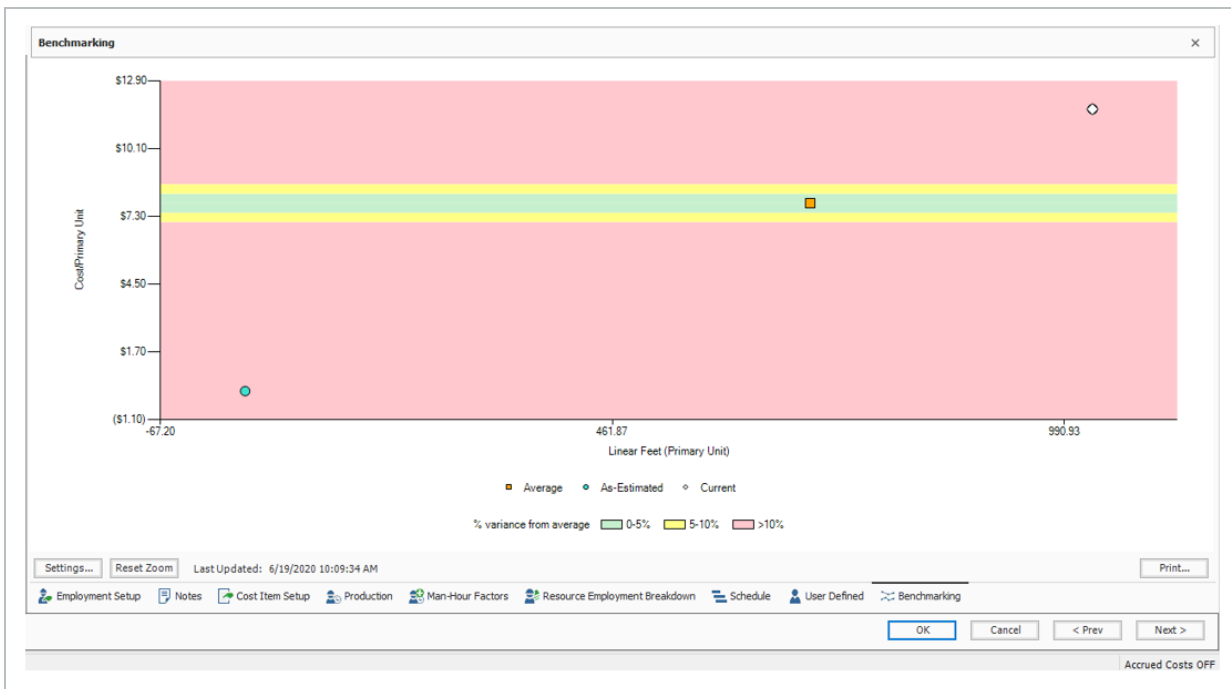 Benchmarking
$12.90
$10.10
$7.30
$4.50
$1.70
($1.10)
Cost/Primary Unit
-67.20 461.87 990.93
Linear Feet (Primary Unit)
Average As-Estimated Current
% variance from average 0-5% 5-10% >10%
Settings... Reset Zoom Last Updated: 6/19/2020 10:09:34 AM Print...
Employment Setup Notes Cost Item Setup Production Man-Hour Factors Resource Employment Breakdown Schedule User Defined Benchmarking
OK Cancel < Prev Next >
Accrued Costs OFF